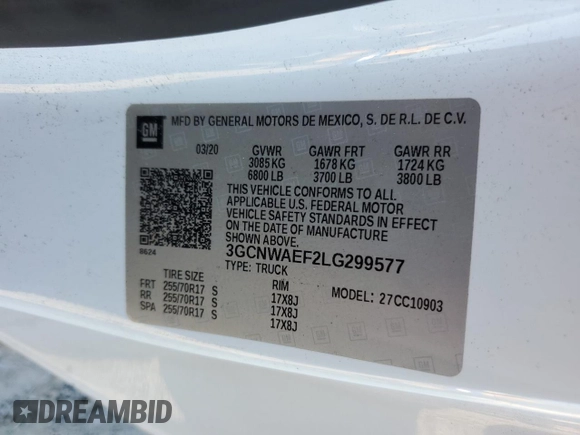 GM
MFD BY GENERAL MOTORS DE MEXICO, S. DE R.L. DE C.V.
03/20 GVWR GAWR FRT GAWR RR
3085 KG 1678 KG 1724 KG
6800 LB 3700 LB 3800 LB
THIS VEHICLE CONFORMS TO ALL
APPLICABLE U.S. FEDERAL MOTOR
VEHICLE SAFETY STANDARDS IN EFFECT
ON THE DATE OF MANUFACTURE
SHOWN ABOVE.
8624
3GCNWAEF2LG299577
TYPE: TRUCK
TIRE SIZE RIM MODEL: 27CC10903
FRT 255/70R17 S 17X8J
RR 255/70R17 S 17X8J
SPA 255/70R17 S 17X8J
DREAMBID